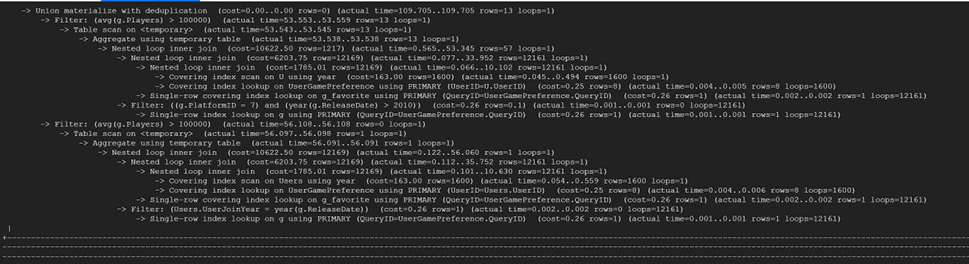 -> Union materialize with deduplication  (cost=0.00..0.00 rows=0) (actual time=109.705..109.705 rows=13 loops=1)
-> Filter: (avg(g.Players) > 100000)  (actual time=53.553..53.559 rows=13 loops=1)
-> Table scan on <temporary>  (actual time=53.543..53.545 rows=13 loops=1)
-> Aggregate using temporary table  (actual time=53.538..53.538 rows=13 loops=1)
-> Nested loop inner join  (cost=10622.50 rows=1217) (actual time=0.565..53.345 rows=57 loops=1)
-> Nested loop inner join  (cost=6203.75 rows=12169) (actual time=0.077..33.952 rows=12161 loops=1)
-> Nested loop inner join  (cost=1785.01 rows=12169) (actual time=0.066..10.102 rows=12161 loops=1)
-> Covering index scan on U using year  (cost=163.00 rows=1600) (actual time=0.045..0.494 rows=1600 loops=1)
-> Covering index lookup on UserGamePreference using PRIMARY (UserID=U.UserID)  (cost=0.25 rows=8) (actual time=0.004..0.005 rows=8 loops=1600)
-> Single-row covering index lookup on g_favorite using PRIMARY (QueryID=UserGamePreference.QueryID)  (cost=0.26 rows=1) (actual time=0.002..0.002 rows=1 loops=12161)
-> Filter: ((g.PlatformID = 7) and (year(g.ReleaseDate) > 2010))  (cost=0.26 rows=0.1) (actual time=0.001..0.001 rows=0 loops=12161)
-> Single-row index lookup on g using PRIMARY (QueryID=UserGamePreference.QueryID)  (cost=0.26 rows=1) (actual time=0.001..0.001 rows=1 loops=12161)
-> Filter: (avg(g.Players) > 100000)  (actual time=56.108..56.108 rows=0 loops=1)
-> Table scan on <temporary>  (actual time=56.097..56.098 rows=1 loops=1)
-> Aggregate using temporary table  (actual time=56.091..56.091 rows=1 loops=1)
-> Nested loop inner join  (cost=10622.50 rows=12169) (actual time=0.122..56.060 rows=1 loops=1)
-> Nested loop inner join  (cost=6203.75 rows=12169) (actual time=0.112..35.752 rows=12161 loops=1)
-> Nested loop inner join  (cost=1785.01 rows=12169) (actual time=0.101..10.630 rows=12161 loops=1)
-> Covering index scan on Users using year  (cost=163.00 rows=1600) (actual time=0.054..0.559 rows=1600 loops=1)
-> Covering index lookup on UserGamePreference using PRIMARY (UserID=Users.UserID)  (cost=0.25 rows=8) (actual time=0.004..0.006 rows=8 loops=1600)
-> Single-row covering index lookup on g_favorite using PRIMARY (QueryID=UserGamePreference.QueryID)  (cost=0.26 rows=1) (actual time=0.002..0.002 rows=1 loops=12161)
-> Filter: (Users.UserJoinYear = year(g.ReleaseDate))  (cost=0.26 rows=1) (actual time=0.002..0.002 rows=0 loops=12161)
-> Single-row index lookup on g using PRIMARY (QueryID=UserGamePreference.QueryID)  (cost=0.26 rows=1) (actual time=0.001..0.001 rows=1 loops=12161)